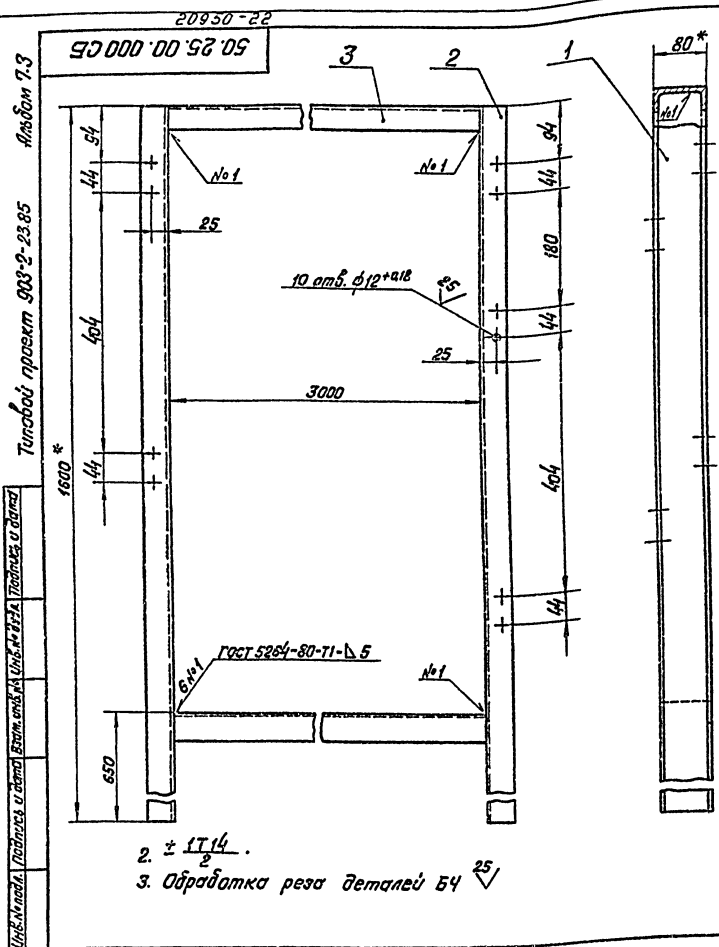 20950-22
50.25.00.000 СБ
Альбом 7.3
Типовой проект 903-2-23.85
3
2
1
80*
54
44
404
44
1600*
650
25
№1
№1
№1
94
44
180
44
404
44
10 отв. ϕ12+0,18
25
25
3000
ГОСТ 5264-80-Т1-⊿5
6 №1
№1
2. ± IT14/2 .
3. Обработка реза деталей БЧ 25
Подпись и дата
Инв.№ дубл.
Взам.инв.№
Подпись и дата
Инв.№ подл.